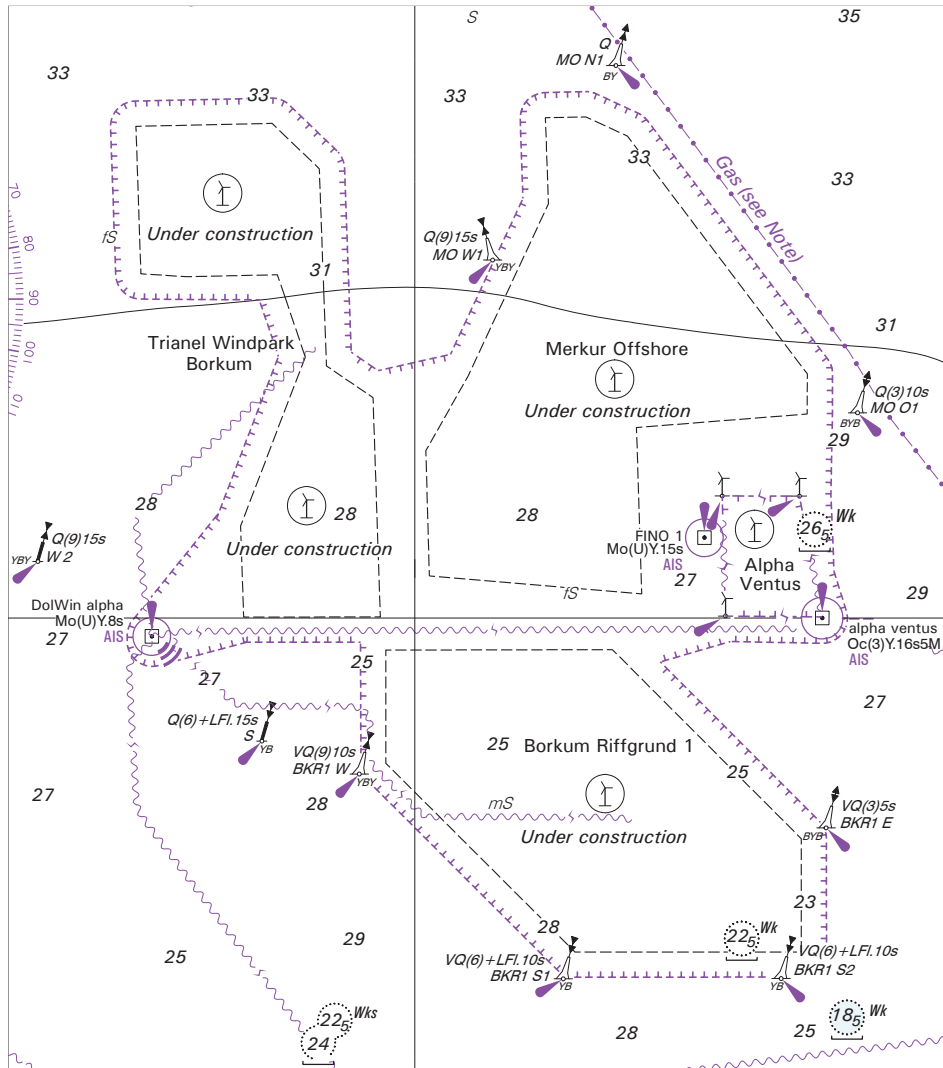 S
35
Q
MO N1
BY
33
33
33
33
33
Gas (see Note)
70
80
90
100
110
fS
Under construction
Q(9)15s
MO W1
YBY
31
31
Trianel Windpark
Borkum
Merkur Offshore
Under construction
Q(3)10s
MO O1
BYB
29
28
28
28
Under construction
Q(9)15s
W 2
YBY
26₅ Wk
FINO 1
Mo(U)Y.15s
AIS
27
Alpha
Ventus
fS
29
DolWin alpha
Mo(U)Y.8s
AIS
27
alpha ventus
Oc(3)Y.16s5M
AIS
25
27
27
Q(6)+LFl.15s
S
YB
VQ(9)10s
BKR1 W
YBY
25
Borkum Riffgrund 1
25
27
28
mS
Under construction
VQ(3)5s
BKR1 E
BYB
23
28
22₅ Wk
25
29
VQ(6)+LFl.10s
BKR1 S1
YB
VQ(6)+LFl.10s
BKR1 S2
YB
22₅ Wks
24
28
25
18₅ Wk